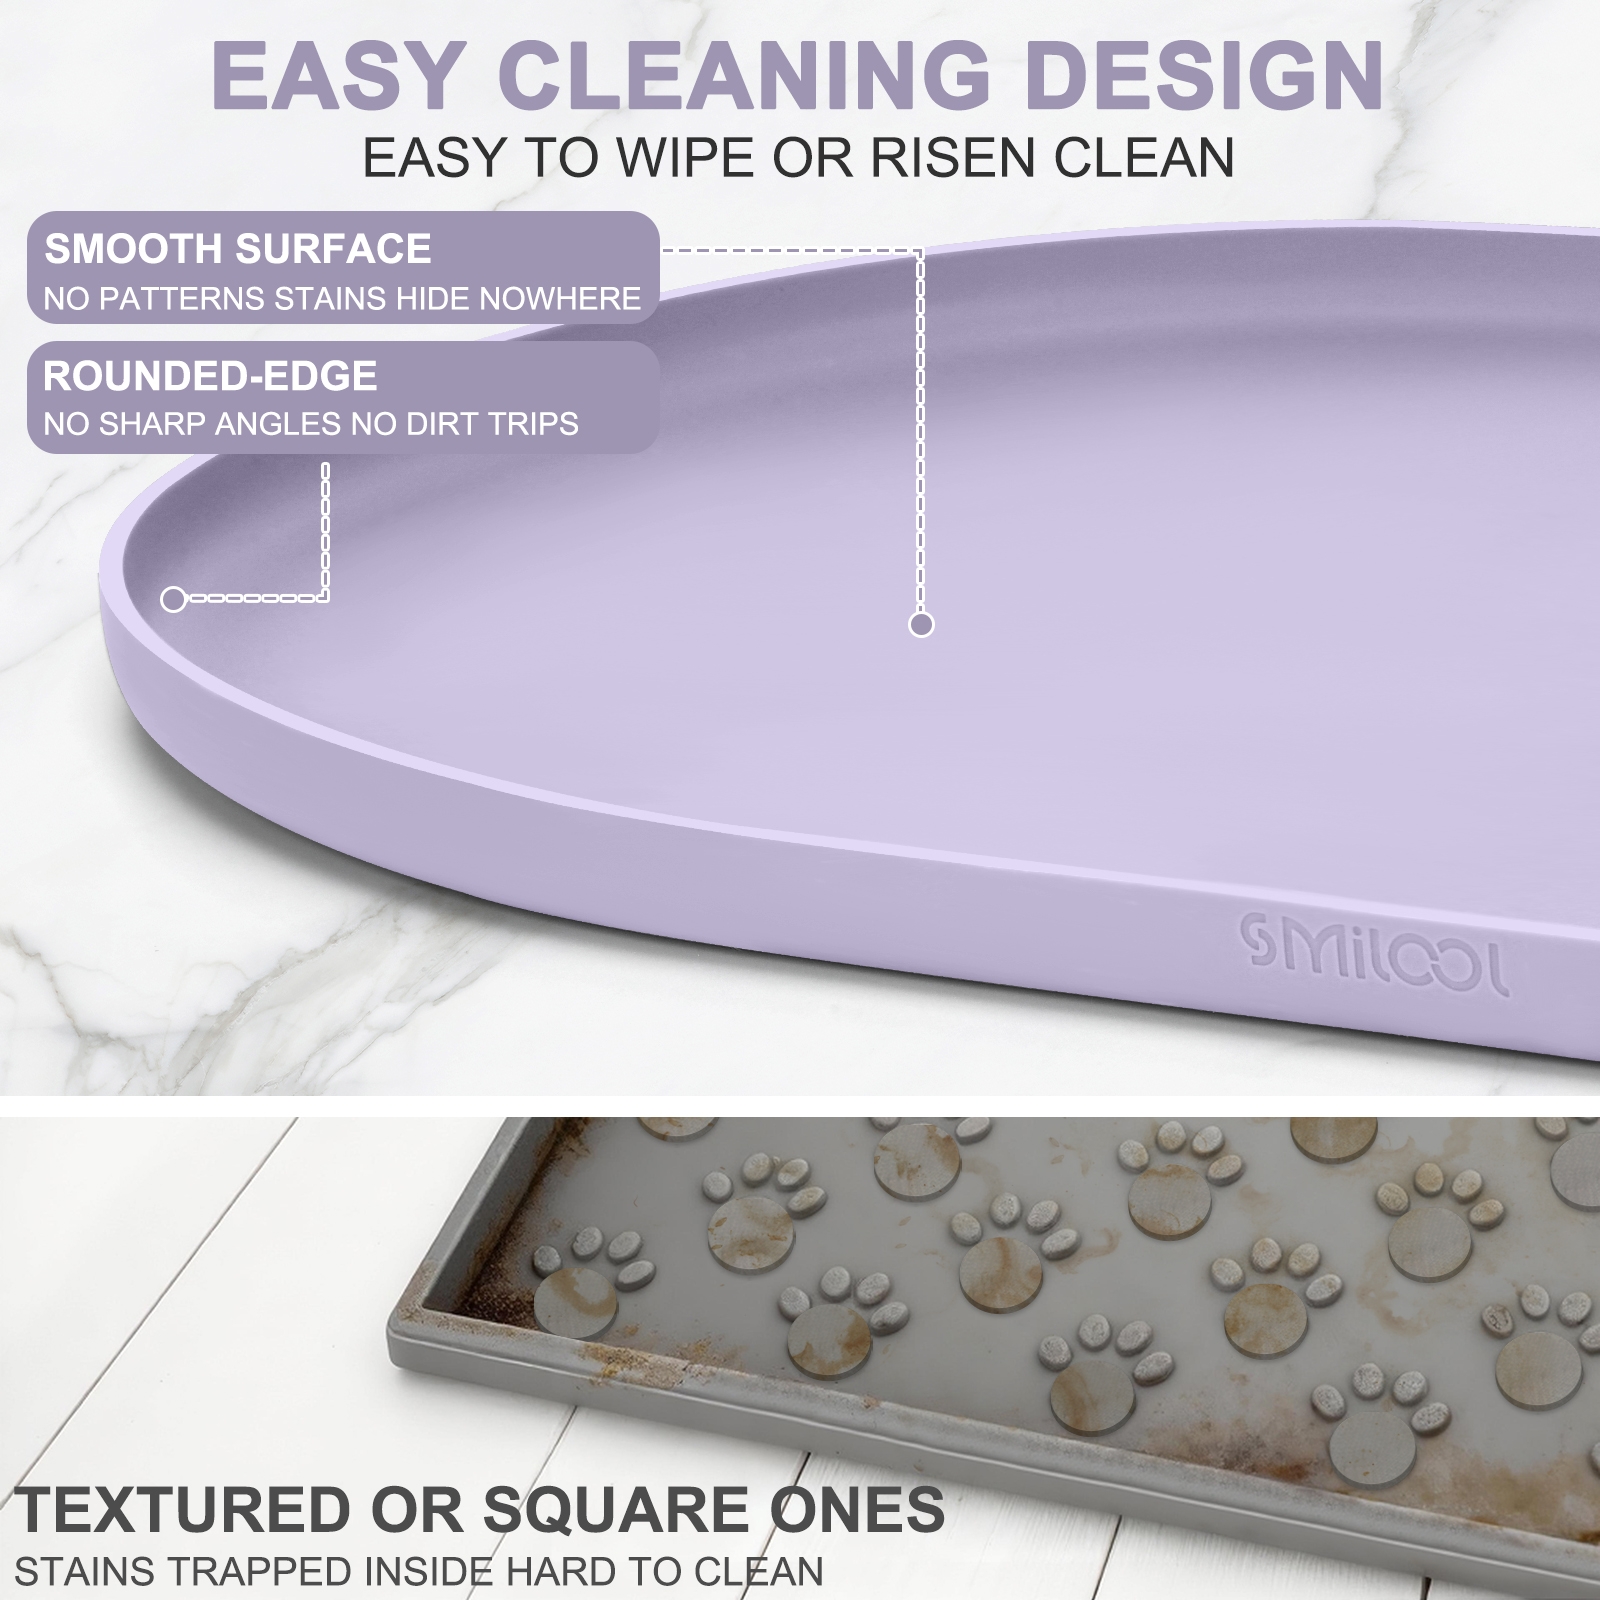 EASY CLEANING DESIGN
EASY TO WIPE OR RISEN CLEAN
SMOOTH SURFACE
NO PATTERNS STAINS HIDE NOWHERE
ROUNDED-EDGE
NO SHARP ANGLES NO DIRT TRIPS
SMilCOl
TEXTURED OR SQUARE ONES
STAINS TRAPPED INSIDE HARD TO CLEAN